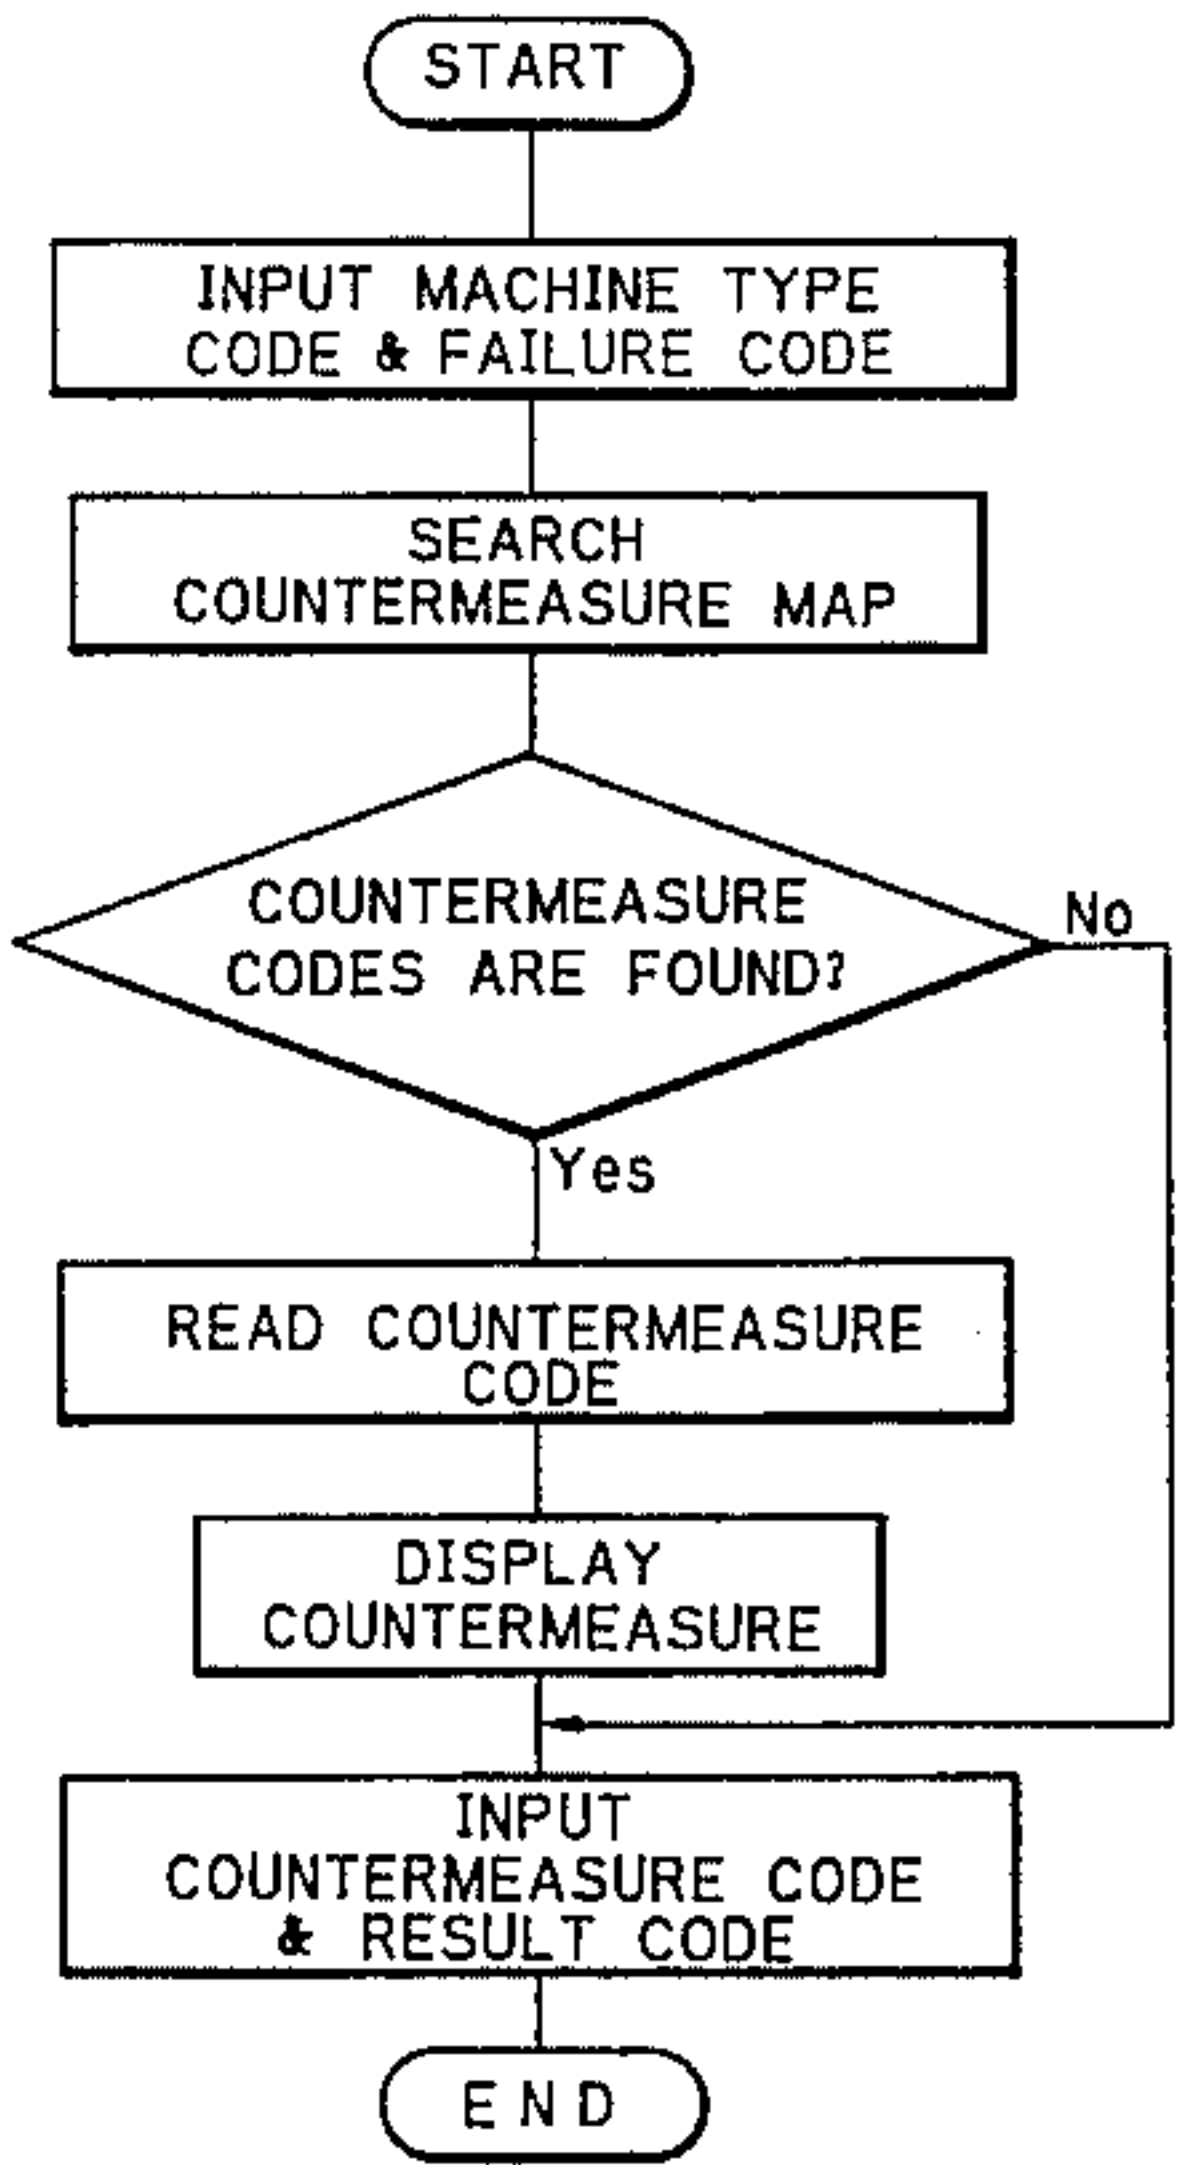 START
INPUT MACHINE TYPE
CODE & FAILURE CODE
SEARCH
COUNTERMEASURE MAP
COUNTERMEASURE
CODES ARE FOUND?
No
Yes
READ COUNTERMEASURE
CODE
DISPLAY
COUNTERMEASURE
INPUT
COUNTERMEASURE CODE
& RESULT CODE
END